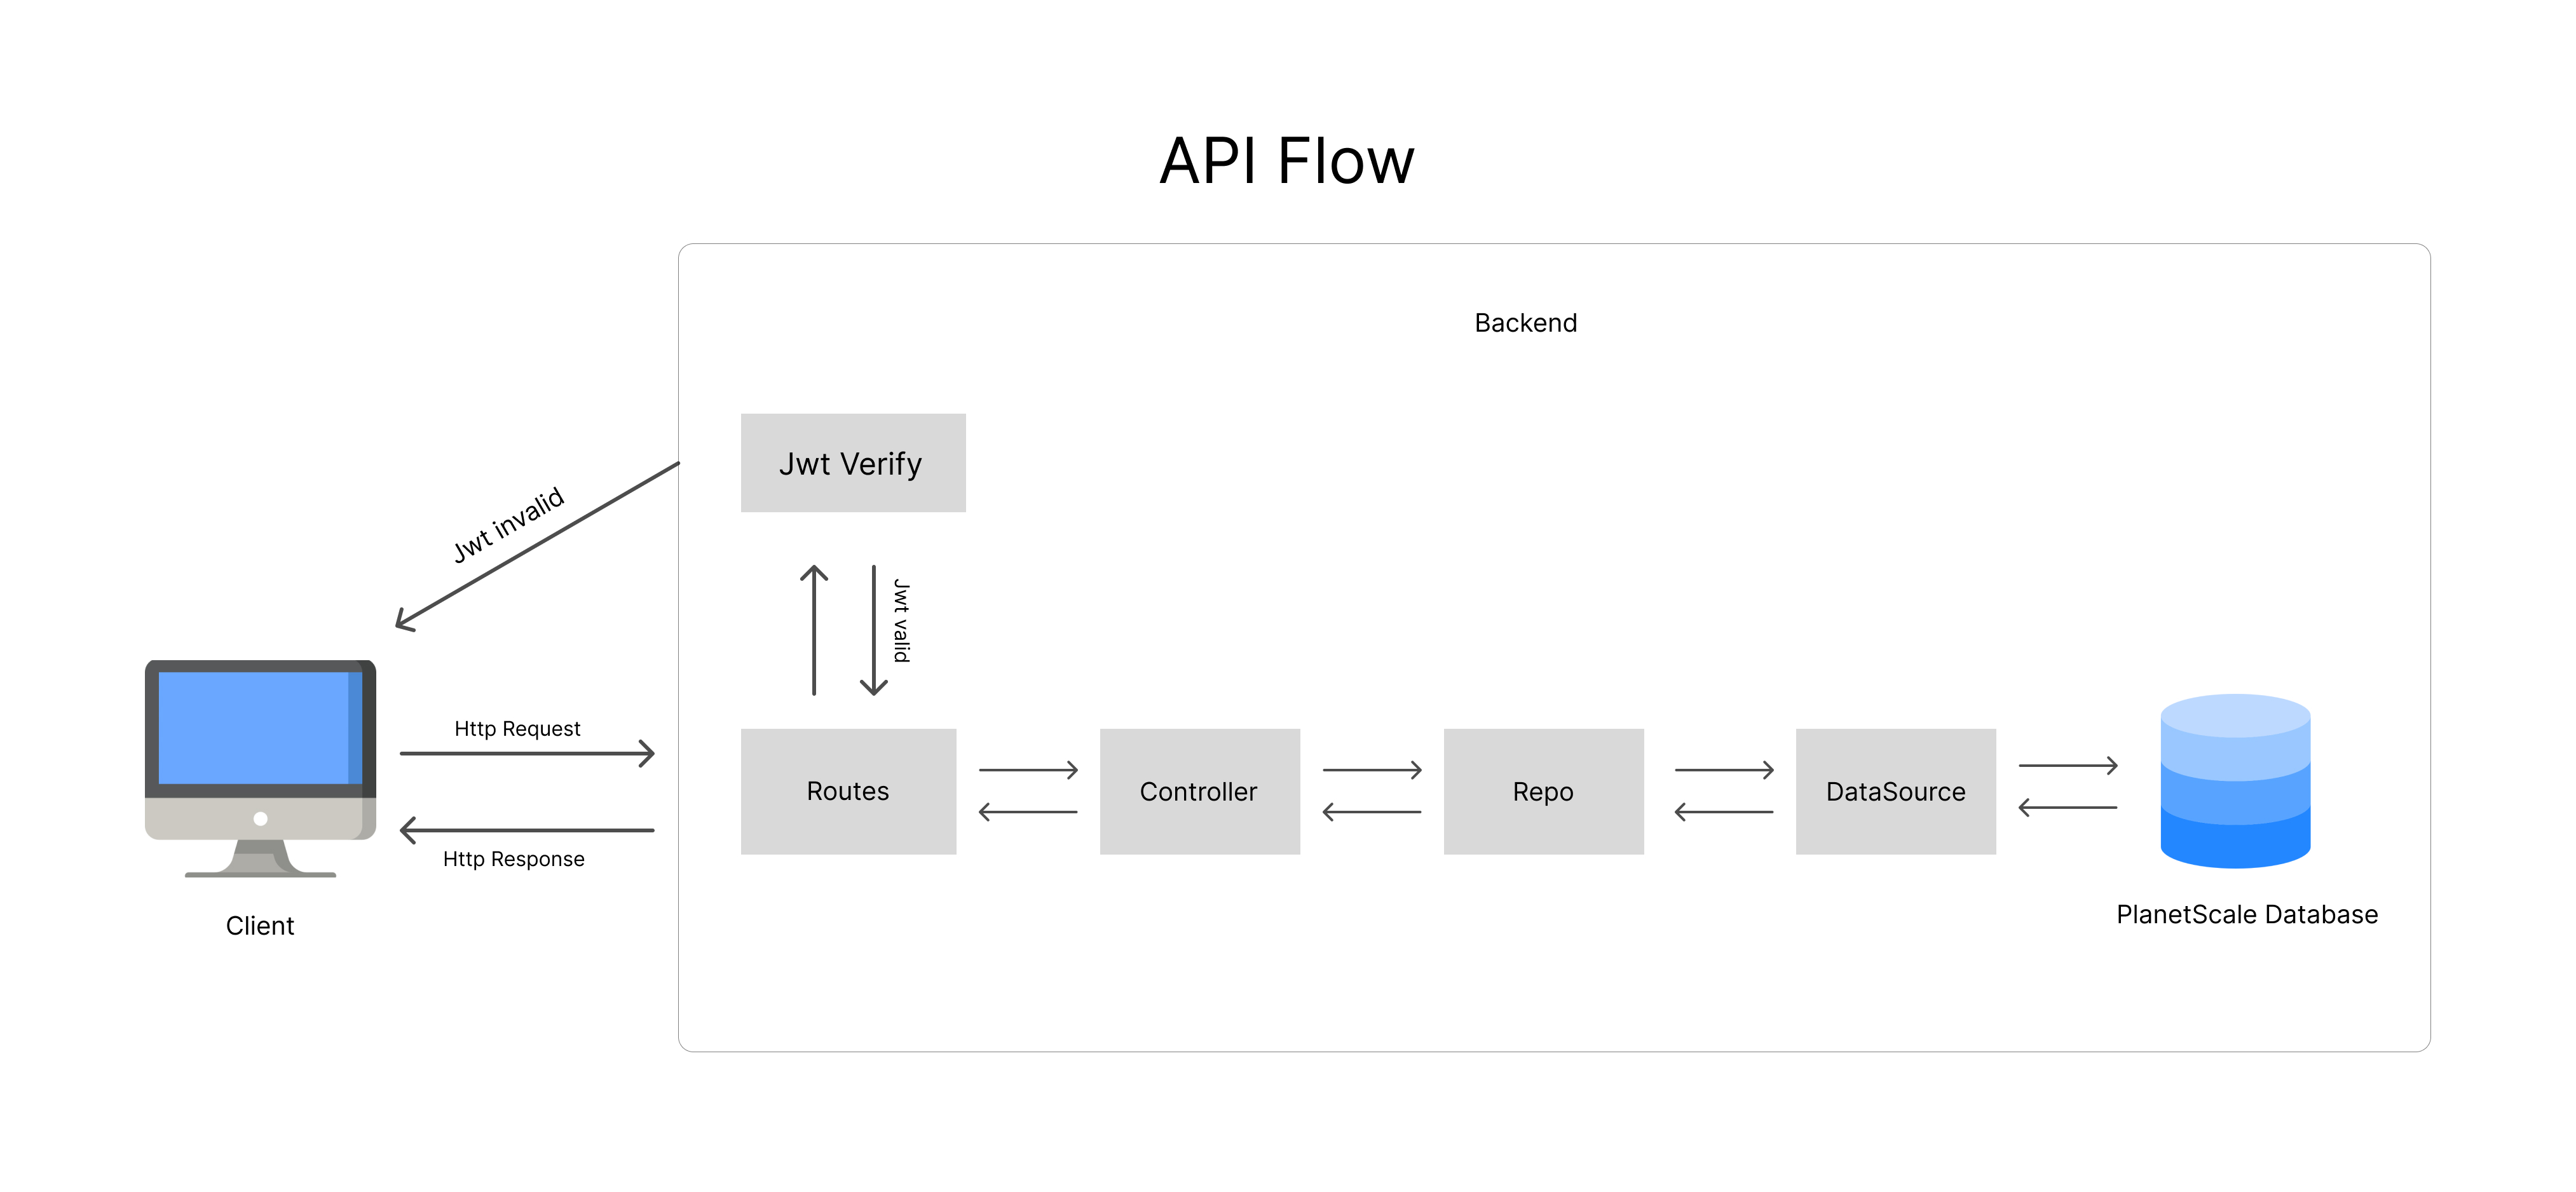 API Flow
Backend
Jwt Verify
Jwt invalid
Jwt valid
Http Request
Http Response
Routes
Controller
Repo
DataSource
Client
PlanetScale Database